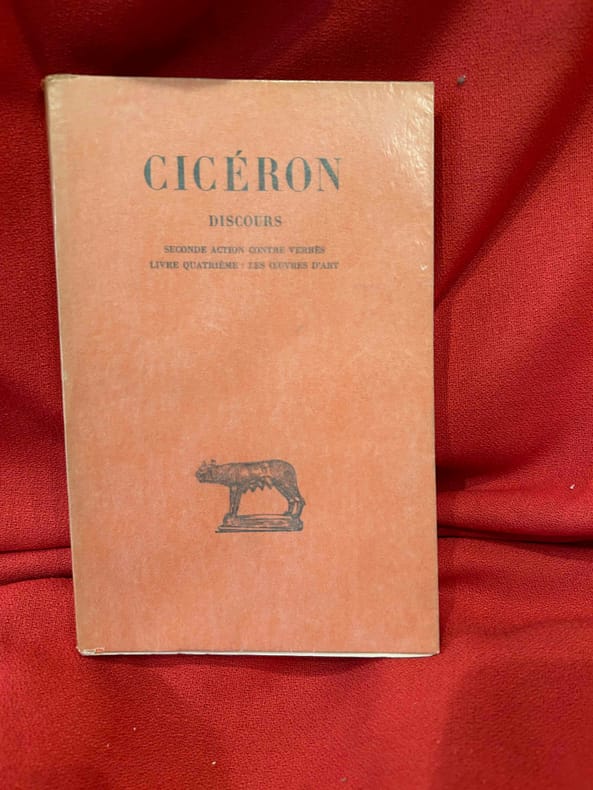 CICÉRON
DISCOURS
SECONDE ACTION CONTRE VERRÈS
LIVRE QUATRIÈME : LES ŒUVRES D'ART